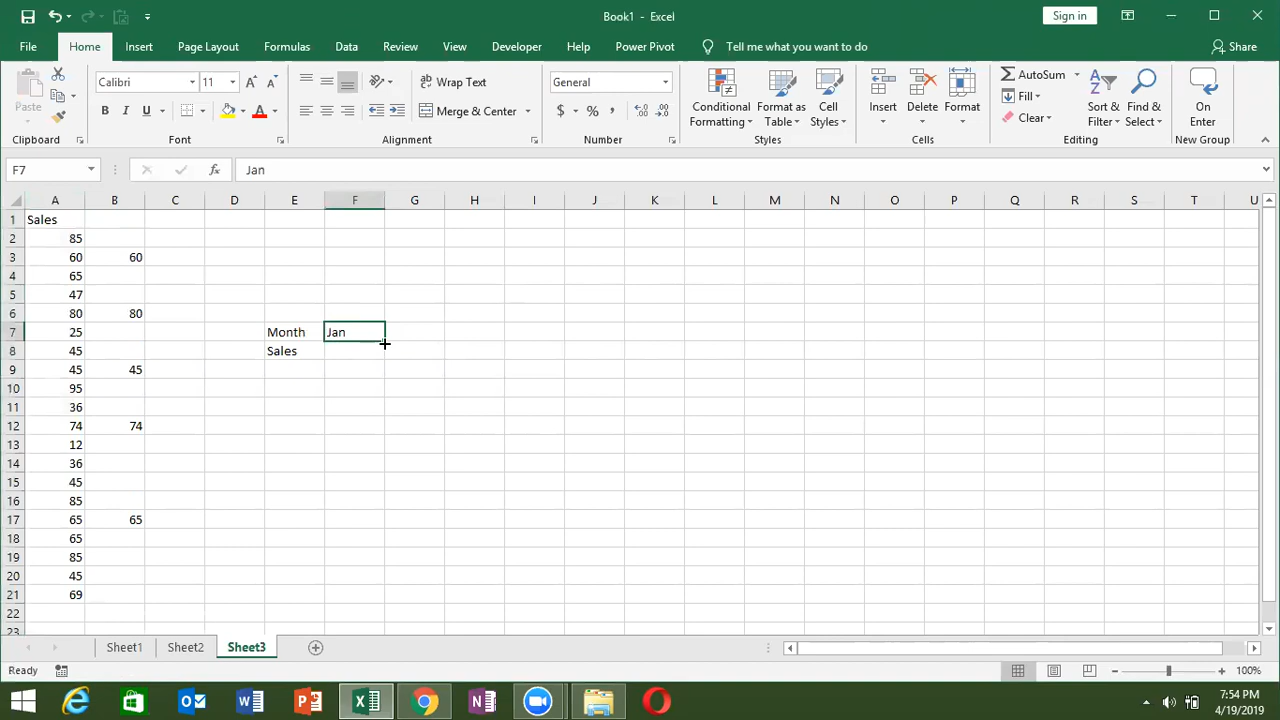 Book1 - Excel
Sign in
File Home Insert Page Layout Formulas Data Review View Developer Help Power Pivot Tell me what you want to do Share
Paste
Calibri 11
B I U
Wrap Text
Merge & Center
General
$ % ,
Conditional Formatting
Format as Table
Cell Styles
Insert
Delete
Format
AutoSum
Fill
Clear
Sort & Filter
Find & Select
On Enter
Clipboard Font Alignment Number Styles Cells Editing New Group
F7 fx Jan
A B C D E F G H I J K L M N O P Q R S T U
1 Sales
2 85
3 60 60
4 65
5 47
6 80 80
7 25 Month Jan
8 45 Sales
9 45 45
10 95
11 36
12 74 74
13 12
14 36
15 45
16 85
17 65 65
18 65
19 85
20 45
21 69
22
23
Sheet1 Sheet2 Sheet3
Ready 100%
7:54 PM
4/19/2019